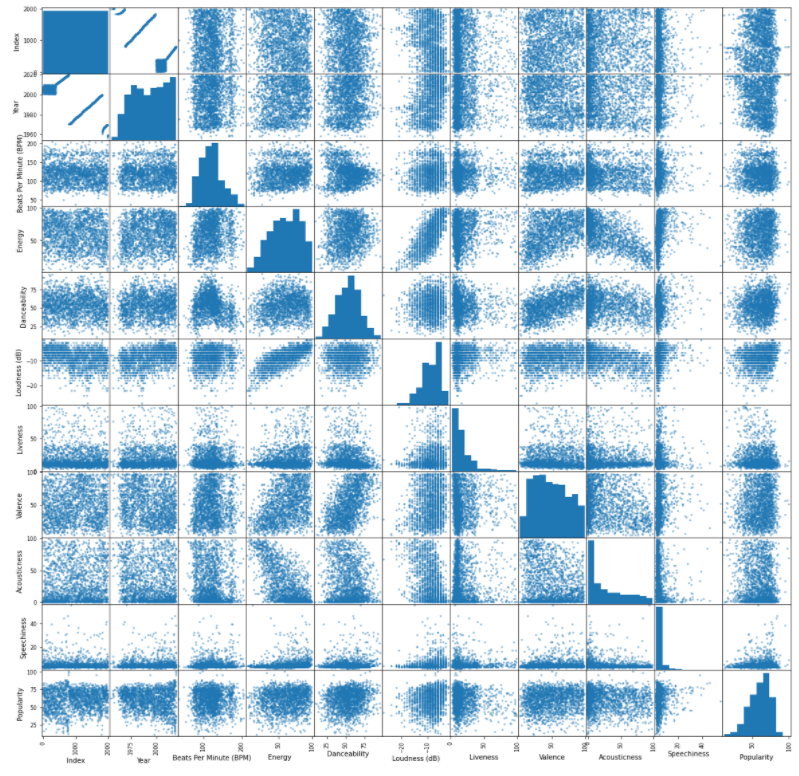 2000
1000
0
Index
2020
2000
1980
1960
Year
200
150
100
50
Beats Per Minute (BPM)
100
50
Energy
75
50
25
Danceability
−10
−20
Loudness (dB)
100
50
0
Liveness
100
50
Valence
100
50
0
Acousticness
40
20
Speechiness
100
75
50
25
Popularity
0 1000 2000 1975 2000 100 200 50 100 25 50 75 −20 −10 0 50 100 50 100 0 50 100 20 40 50 100
Index Year Beats Per Minute (BPM) Energy Danceability Loudness (dB) Liveness Valence Acousticness Speechiness Popularity